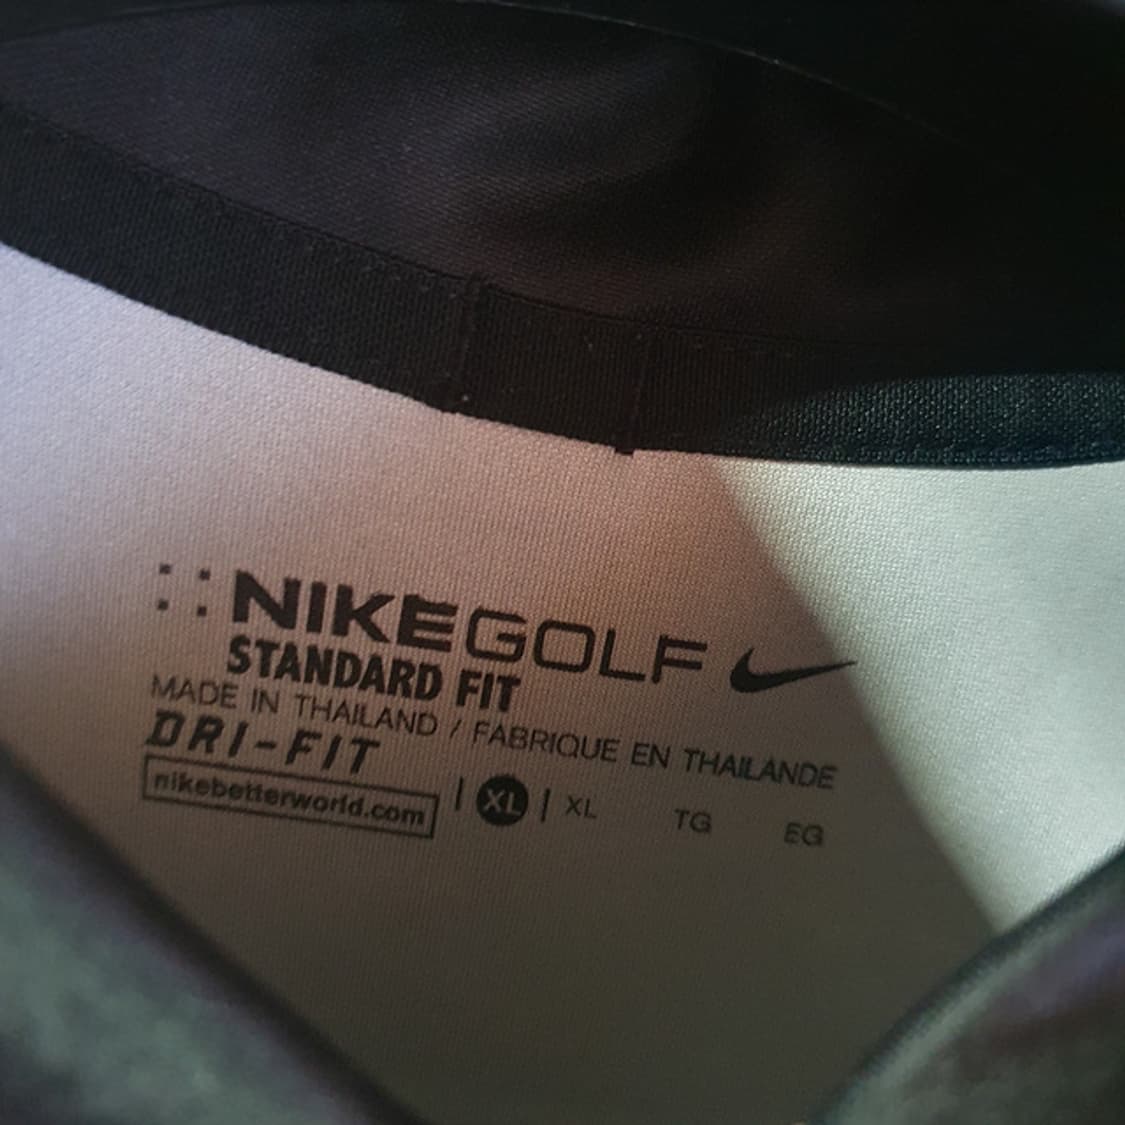 NIKEGOLF
STANDARD FIT
MADE IN THAILAND / FABRIQUE EN THAILANDE
DRI-FIT
nikebetterworld.com | XL | XL TG EG